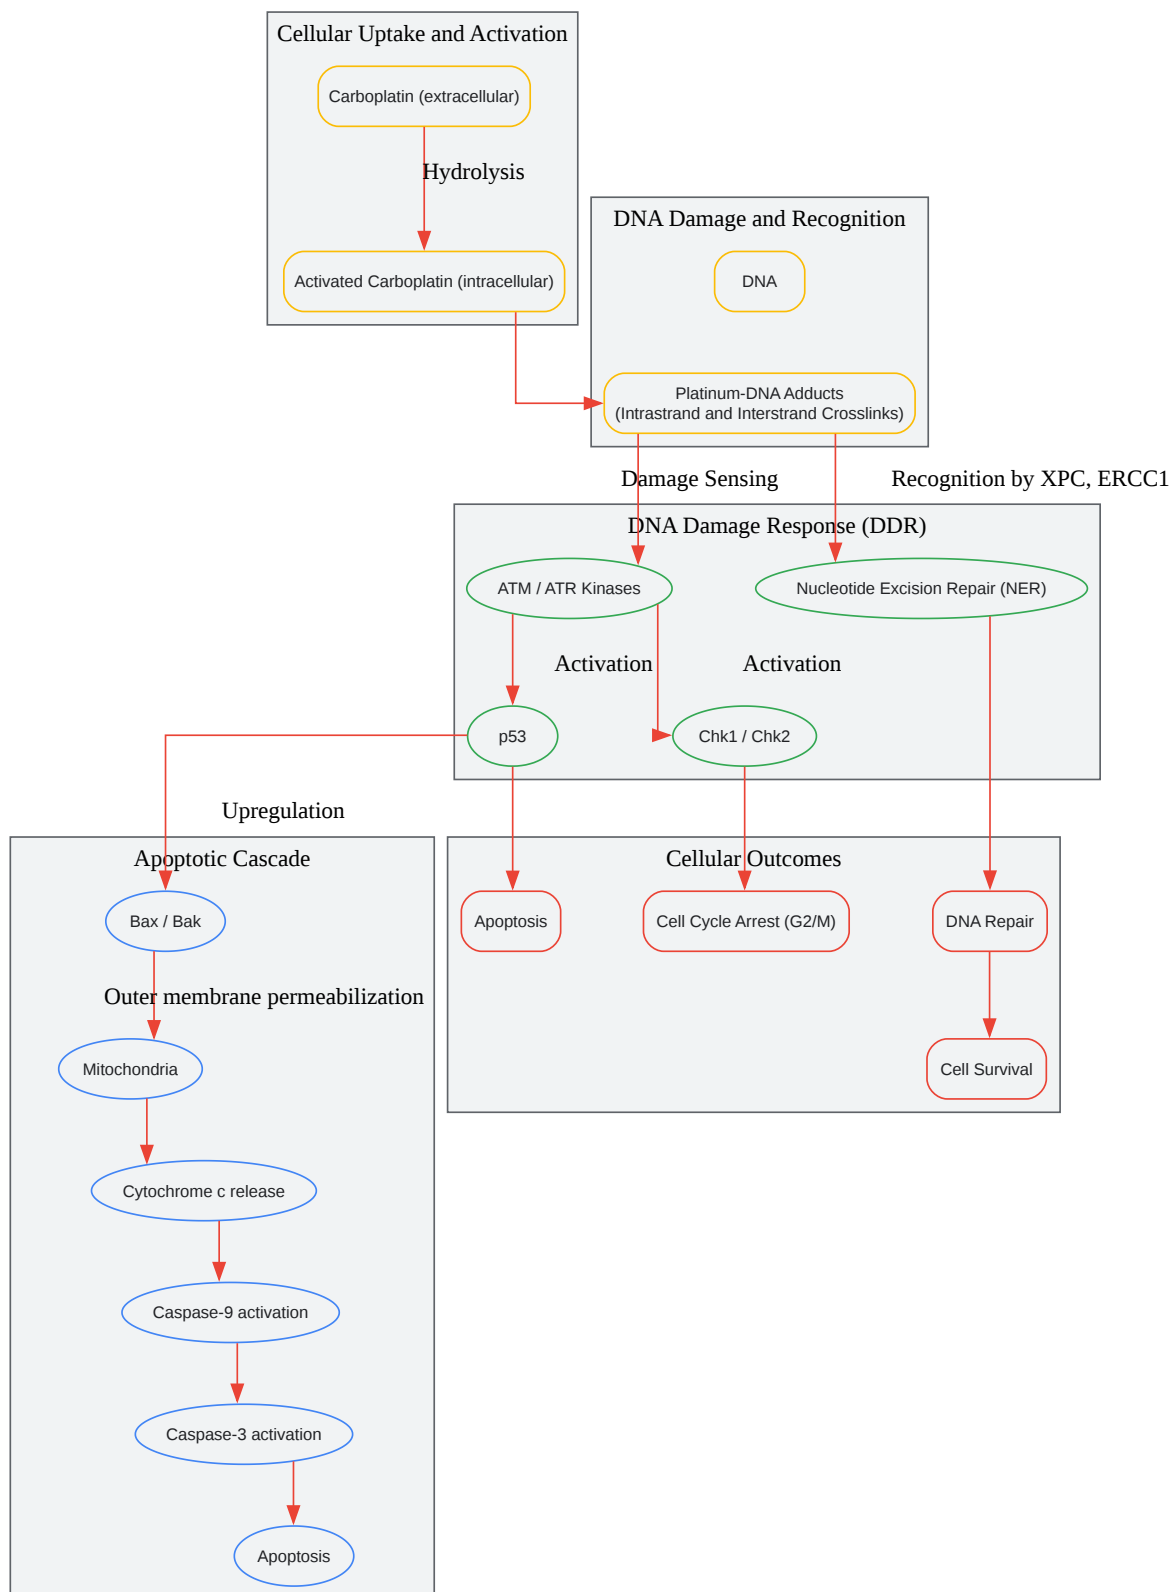 Cellular Uptake and Activation
Carboplatin (extracellular)
Hydrolysis
Activated Carboplatin (intracellular)
DNA Damage and Recognition
DNA
Platinum-DNA Adducts
(Intrastrand and Interstrand Crosslinks)
Damage Sensing
Recognition by XPC, ERCC1
DNA Damage Response (DDR)
ATM / ATR Kinases
Nucleotide Excision Repair (NER)
Activation
Activation
p53
Chk1 / Chk2
Upregulation
Apoptotic Cascade
Bax / Bak
Outer membrane permeabilization
Mitochondria
Cytochrome c release
Caspase-9 activation
Caspase-3 activation
Apoptosis
Cellular Outcomes
Apoptosis
Cell Cycle Arrest (G2/M)
DNA Repair
Cell Survival